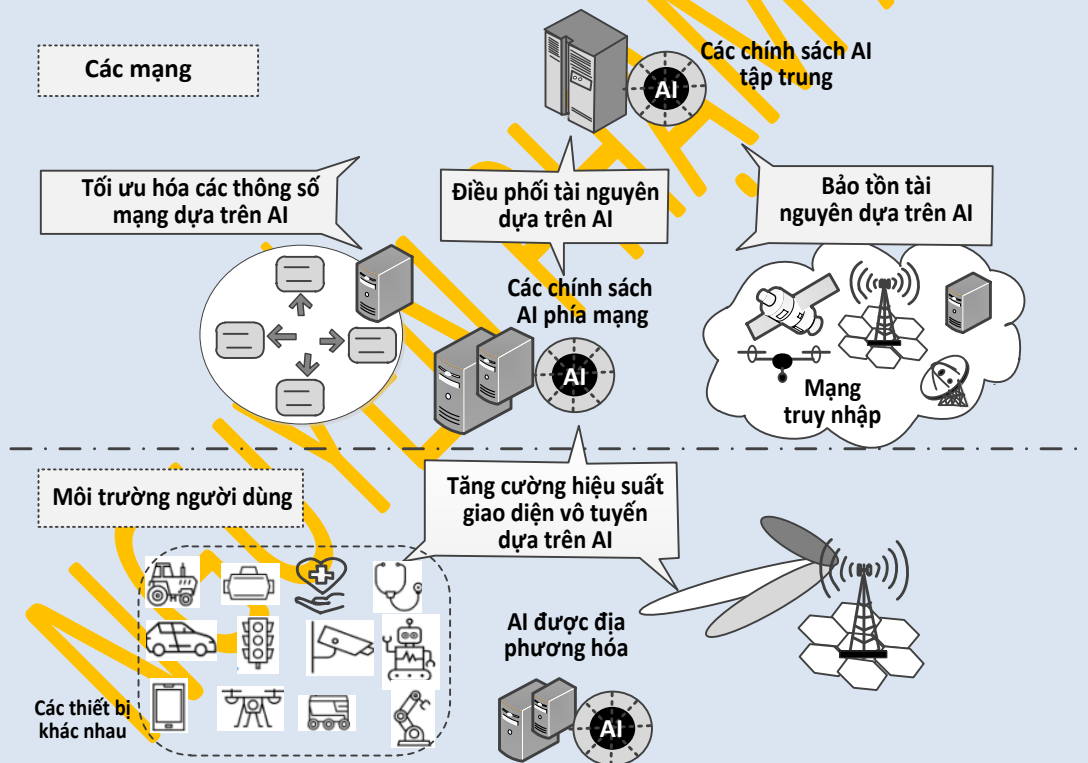 Các mạng
AI
Các chính sách AI
tập trung
Tối ưu hóa các thông số
mạng dựa trên AI
Điều phối tài nguyên
dựa trên AI
Bảo tồn tài
nguyên dựa trên AI
Các chính sách
AI phía mạng
AI
Mạng
truy nhập
Môi trường người dùng
Tăng cường hiệu suất
giao diện vô tuyến
dựa trên AI
AI được địa
phương hóa
AI
Các thiết bị
khác nhau